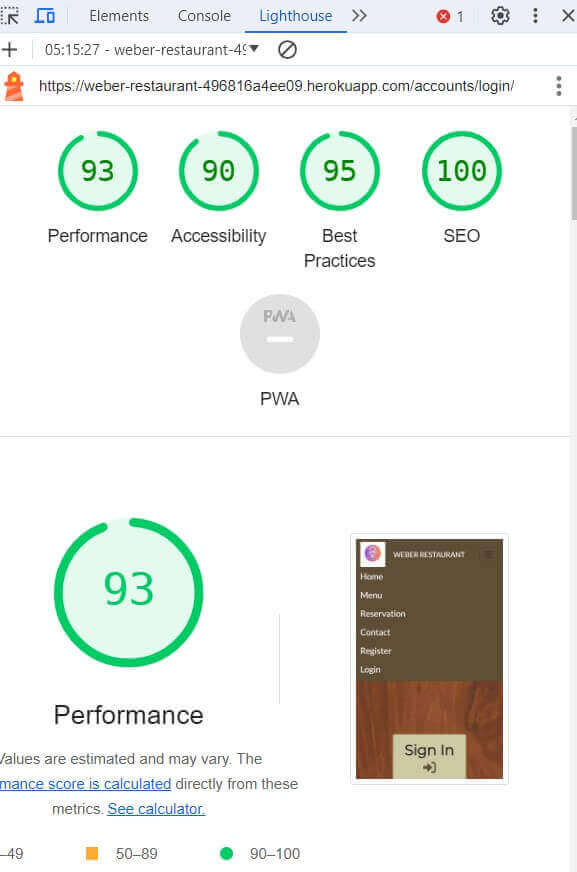 Elements Console Lighthouse 1
05:15:27 - weber-restaurant-49
https://weber-restaurant-496816a4ee09.herokuapp.com/accounts/login/
93 90 95 100
Performance Accessibility Best Practices SEO
PWA
PWA
93
Performance
Values are estimated and may vary. The
mance score is calculated directly from these
metrics. See calculator.
–49 50–89 90–100
WEBER RESTAURANT
Home
Menu
Reservation
Contact
Register
Login
Sign In